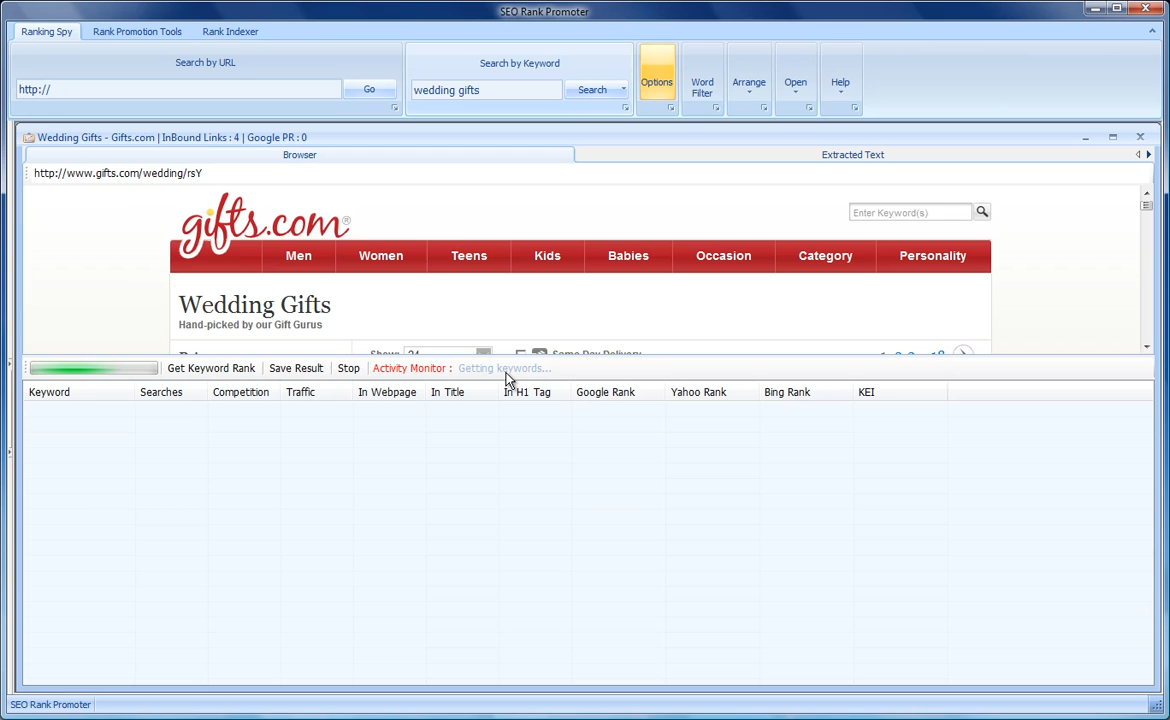 SEO Rank Promoter
Ranking Spy Rank Promotion Tools Rank Indexer
Search by URL
http:// Go
Search by Keyword
wedding gifts Search
Options
Word Filter
Arrange
Open
Help
Wedding Gifts - Gifts.com | InBound Links : 4 | Google PR : 0
Browser Extracted Text
http://www.gifts.com/wedding/rsY
gifts.com®
Enter Keyword(s)
Men Women Teens Kids Babies Occasion Category Personality
Wedding Gifts
Hand-picked by our Gift Gurus
Show: 24 Same Day Delivery
Get Keyword Rank Save Result Stop Activity Monitor : Getting keywords...
Keyword Searches Competition Traffic In Webpage In Title In H1 Tag Google Rank Yahoo Rank Bing Rank KEI
SEO Rank Promoter